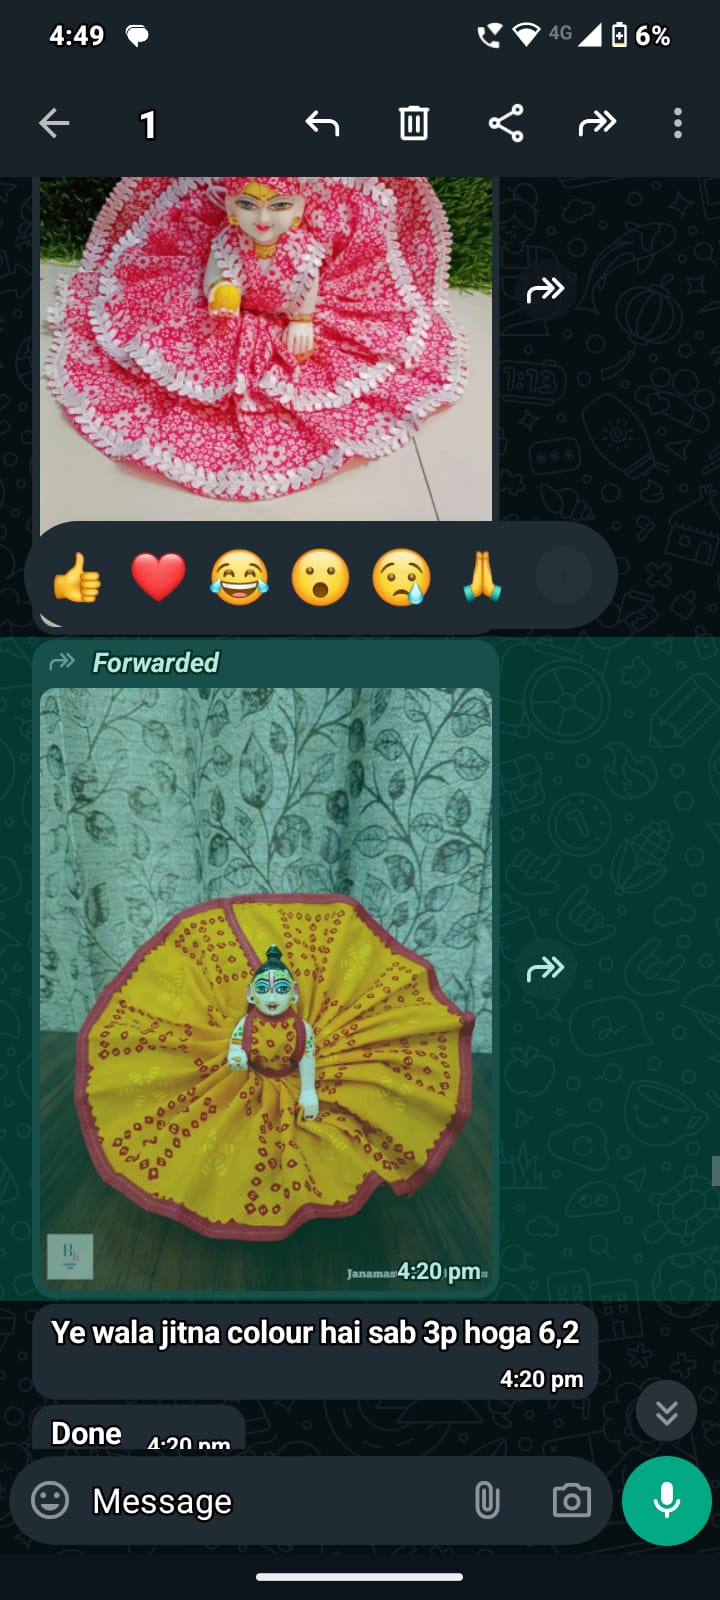 4:49
4G
6%
1
Forwarded
B
K
Janamas
4:20 pm
Ye wala jitna colour hai sab 3p hoga 6,2
4:20 pm
Done
4:20 pm
Message